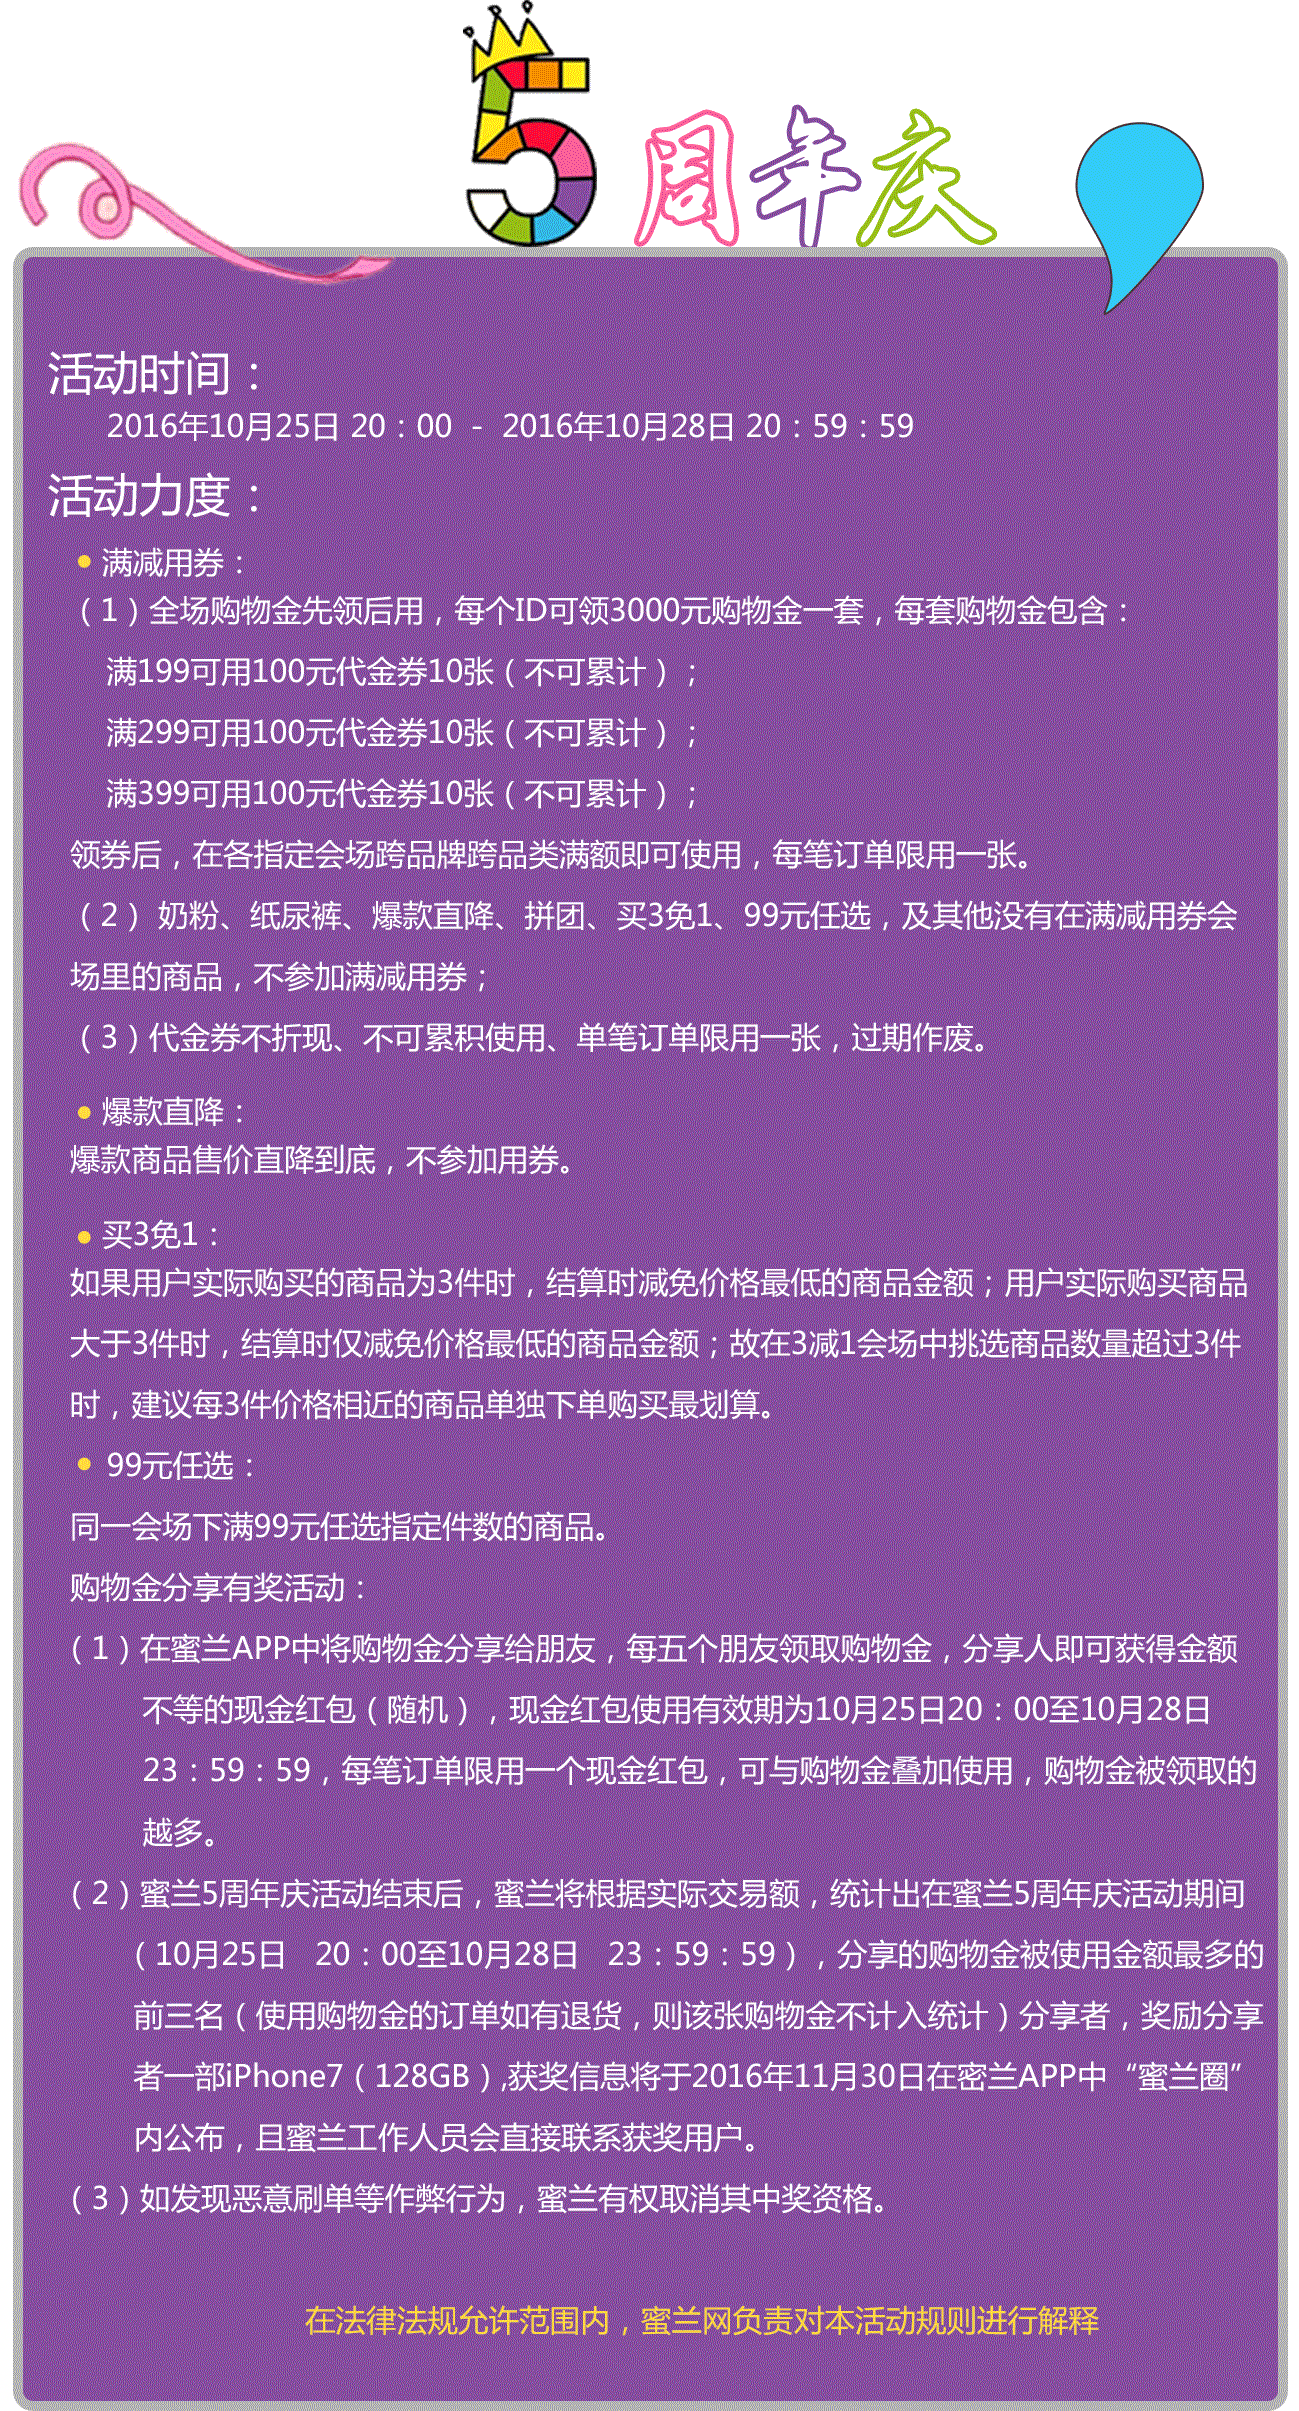 5周年庆
活动时间：
2016年10月25日 20：00 - 2016年10月28日 20：59：59
活动力度：
满减用券：
（1）全场购物金先领后用，每个ID可领3000元购物金一套，每套购物金包含：
满199可用100元代金券10张（不可累计）；
满299可用100元代金券10张（不可累计）；
满399可用100元代金券10张（不可累计）；
领券后，在各指定会场跨品牌跨品类满额即可使用，每笔订单限用一张。
（2） 奶粉、纸尿裤、爆款直降、拼团、买3免1、99元任选，及其他没有在满减用券会
场里的商品，不参加满减用券；
（3）代金券不折现、不可累积使用、单笔订单限用一张，过期作废。
爆款直降：
爆款商品售价直降到底，不参加用券。
买3免1：
如果用户实际购买的商品为3件时，结算时减免价格最低的商品金额；用户实际购买商品
大于3件时，结算时仅减免价格最低的商品金额；故在3减1会场中挑选商品数量超过3件
时，建议每3件价格相近的商品单独下单购买最划算。
99元任选：
同一会场下满99元任选指定件数的商品。
购物金分享有奖活动：
（1）在蜜兰APP中将购物金分享给朋友，每五个朋友领取购物金，分享人即可获得金额
不等的现金红包（随机），现金红包使用有效期为10月25日20：00至10月28日
23：59：59，每笔订单限用一个现金红包，可与购物金叠加使用，购物金被领取的
越多。
（2）蜜兰5周年庆活动结束后，蜜兰将根据实际交易额，统计出在蜜兰5周年庆活动期间
（10月25日 20：00至10月28日 23：59：59），分享的购物金被使用金额最多的
前三名（使用购物金的订单如有退货，则该张购物金不计入统计）分享者，奖励分享
者一部iPhone7（128GB）,获奖信息将于2016年11月30日在密兰APP中“蜜兰圈”
内公布，且蜜兰工作人员会直接联系获奖用户。
（3）如发现恶意刷单等作弊行为，蜜兰有权取消其中奖资格。
在法律法规允许范围内，蜜兰网负责对本活动规则进行解释